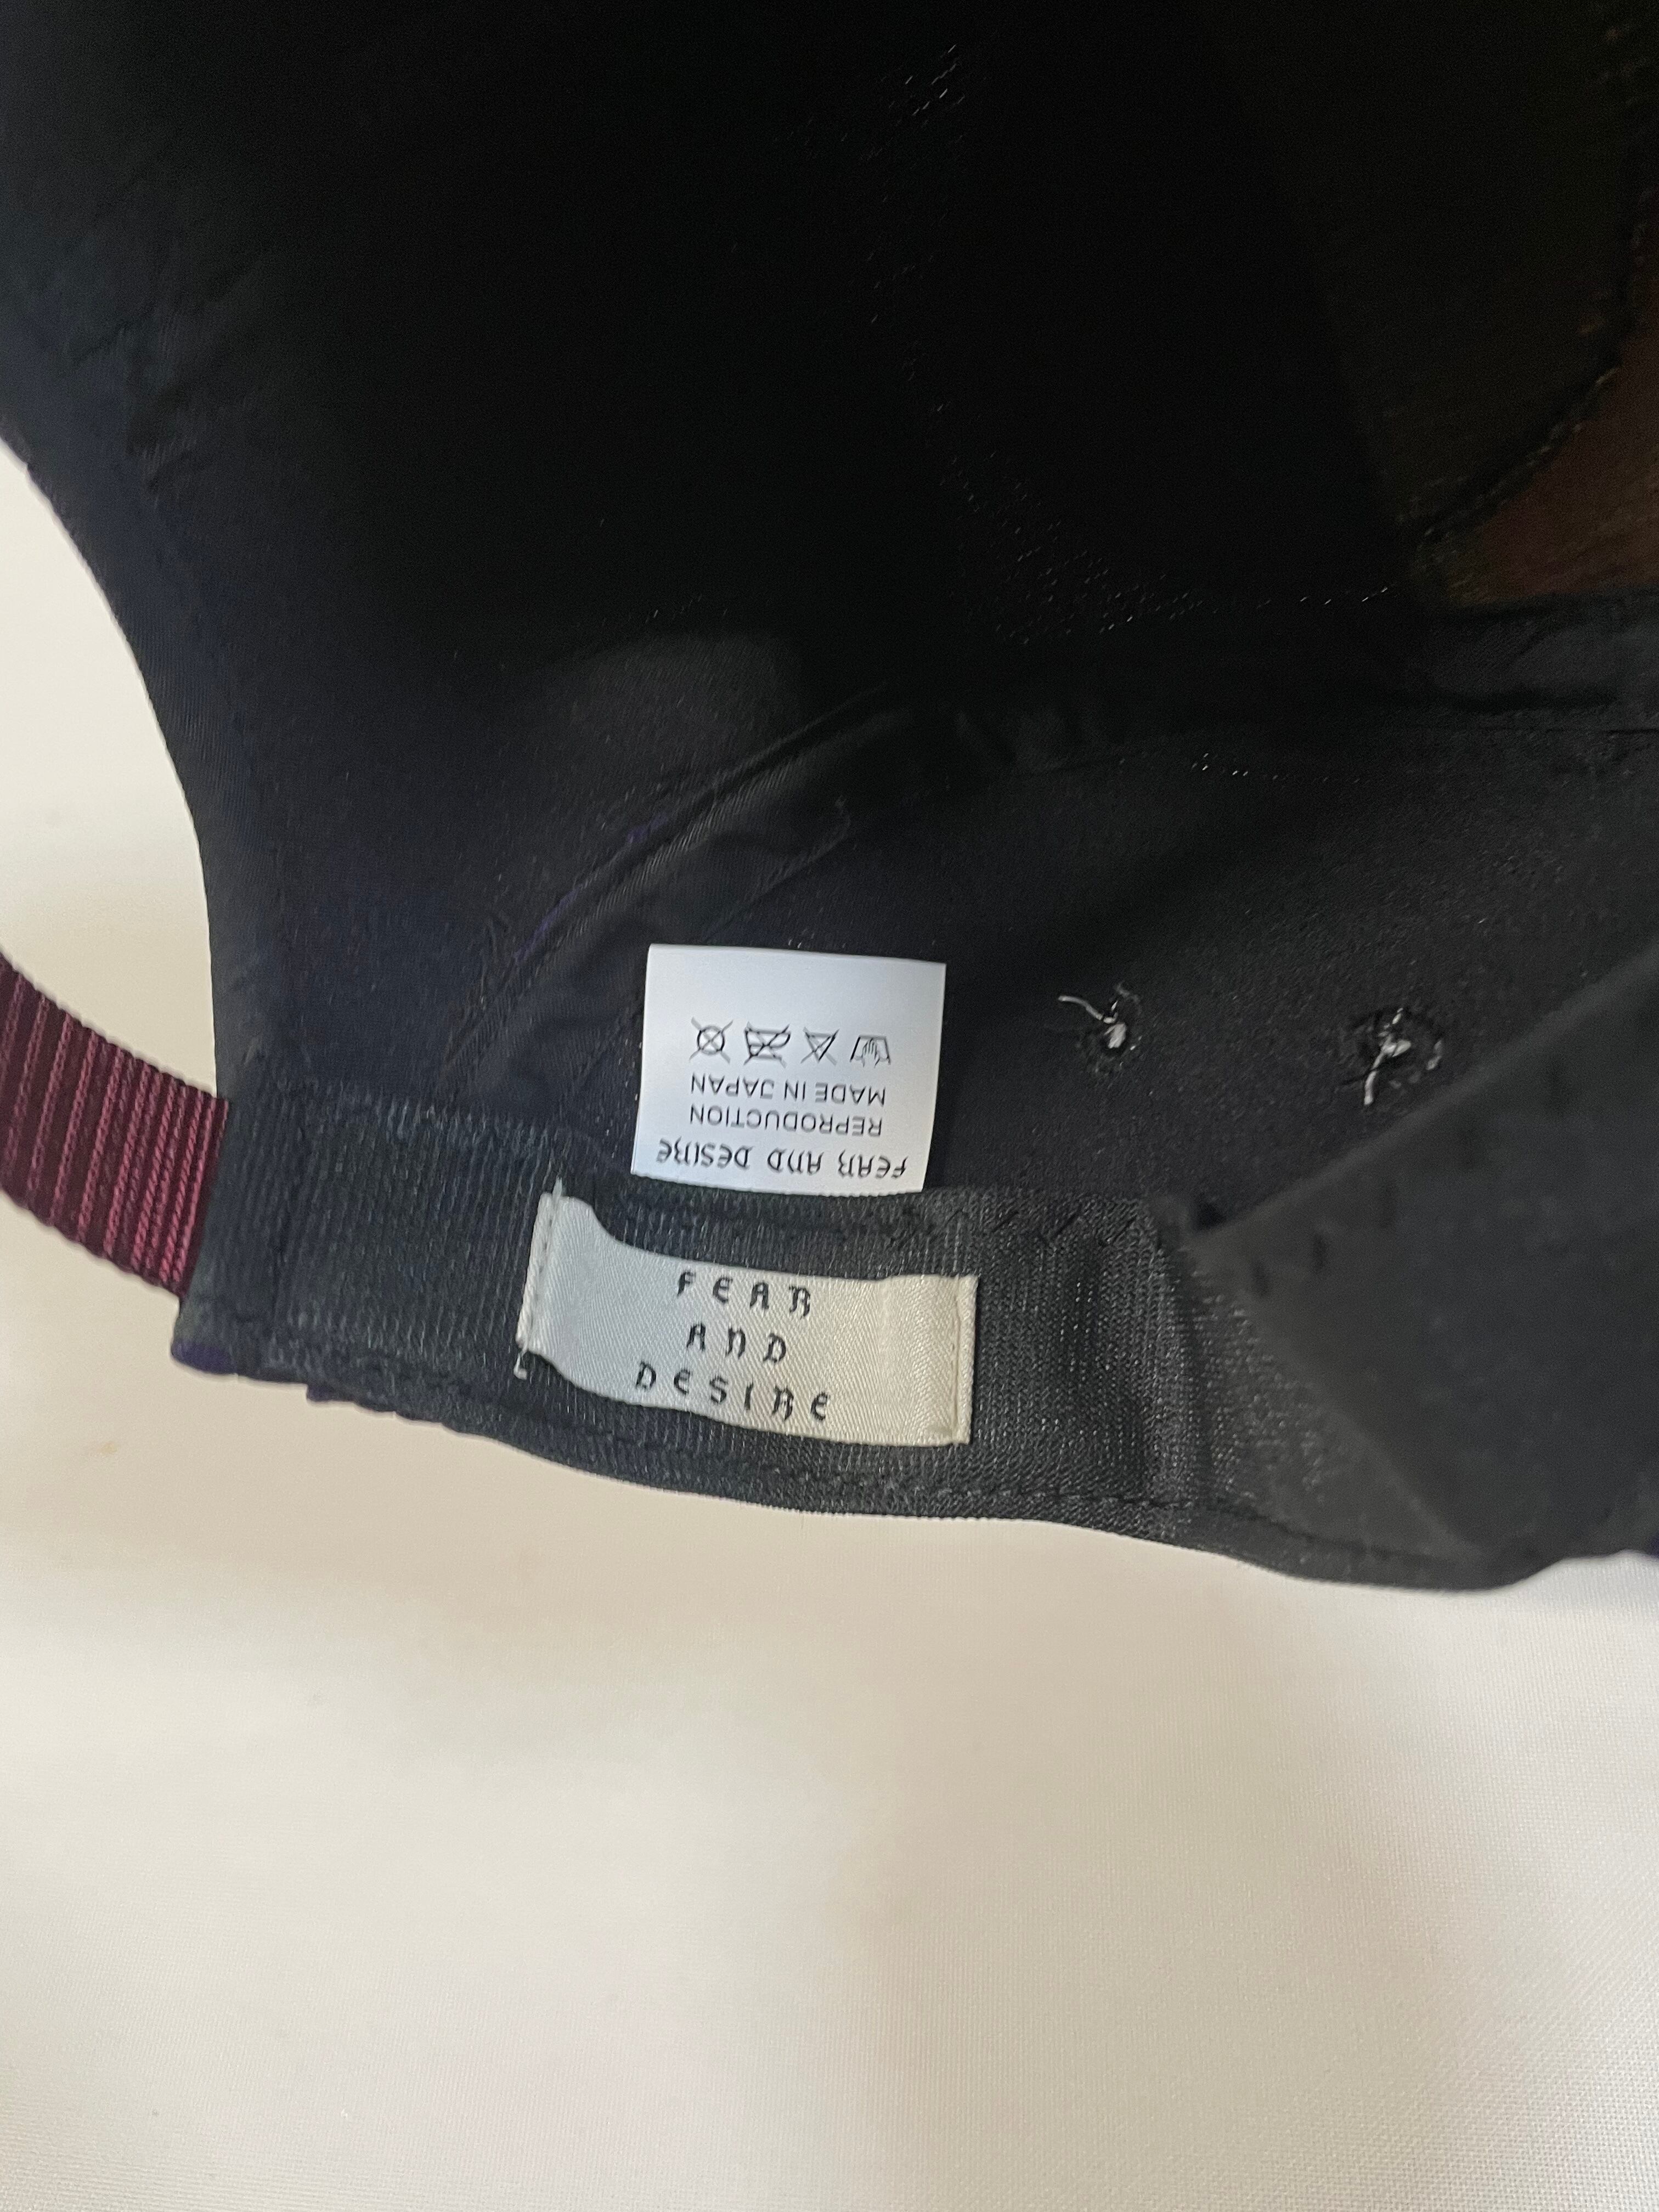 FEAR AND DESIRE
REPRODUCTION
MADE IN JAPAN
FEAR
AND
DESIRE